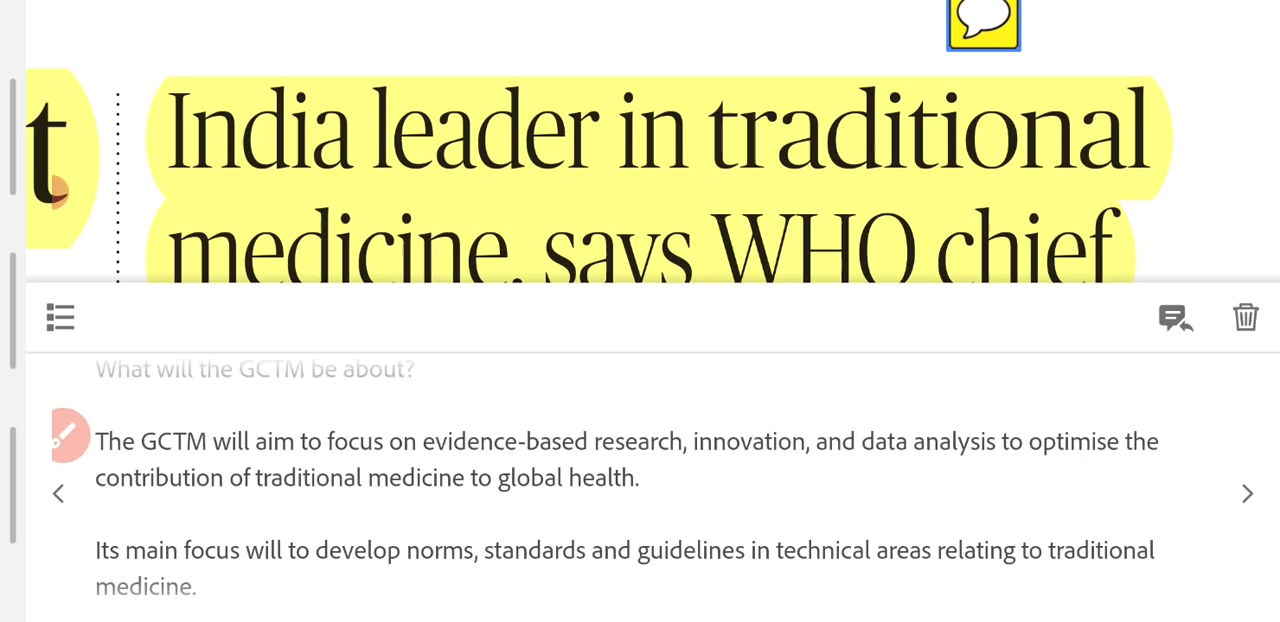 t
India leader in traditional
medicine, says WHO chief
What will the GCTM be about?
The GCTM will aim to focus on evidence-based research, innovation, and data analysis to optimise the
contribution of traditional medicine to global health.
Its main focus will to develop norms, standards and guidelines in technical areas relating to traditional
medicine.